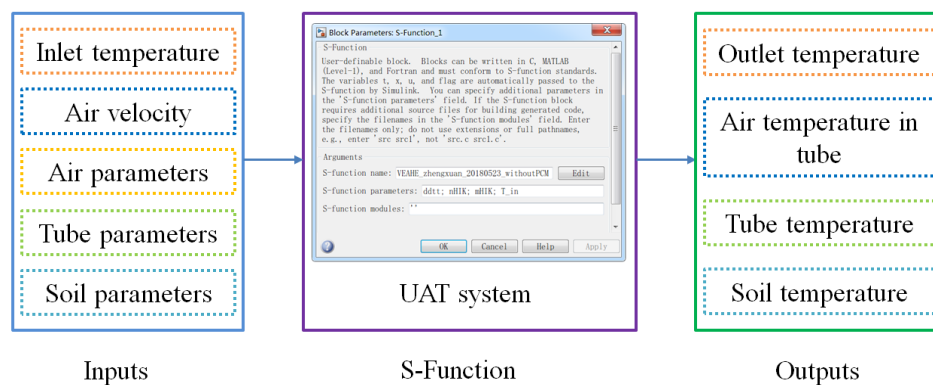 Inlet temperature
Air velocity
Air parameters
Tube parameters
Soil parameters
Inputs
Block Parameters: S-Function_1
S-Function
User-definable block.  Blocks can be written in C, MATLAB
(Level-1), and Fortran and must conform to S-function standards.
The variables t, x, u, and flag are automatically passed to the
S-function by Simulink.  You can specify additional parameters in
the 'S-function parameters' field. If the S-function block
requires additional source files for building generated code,
specify the filenames in the 'S-function modules' field. Enter
the filenames only; do not use extensions or full pathnames,
e.g., enter 'src src1', not 'src.c src1.c'.
Arguments
S-function name: VEAHE_zhengxuan_20180523_withoutPCM Edit
S-function parameters: ddtt; nHIK; mHIK; T_in
S-function modules: ''
OK Cancel Help Apply
UAT system
S-Function
Outlet temperature
Air temperature in
tube
Tube temperature
Soil temperature
Outputs